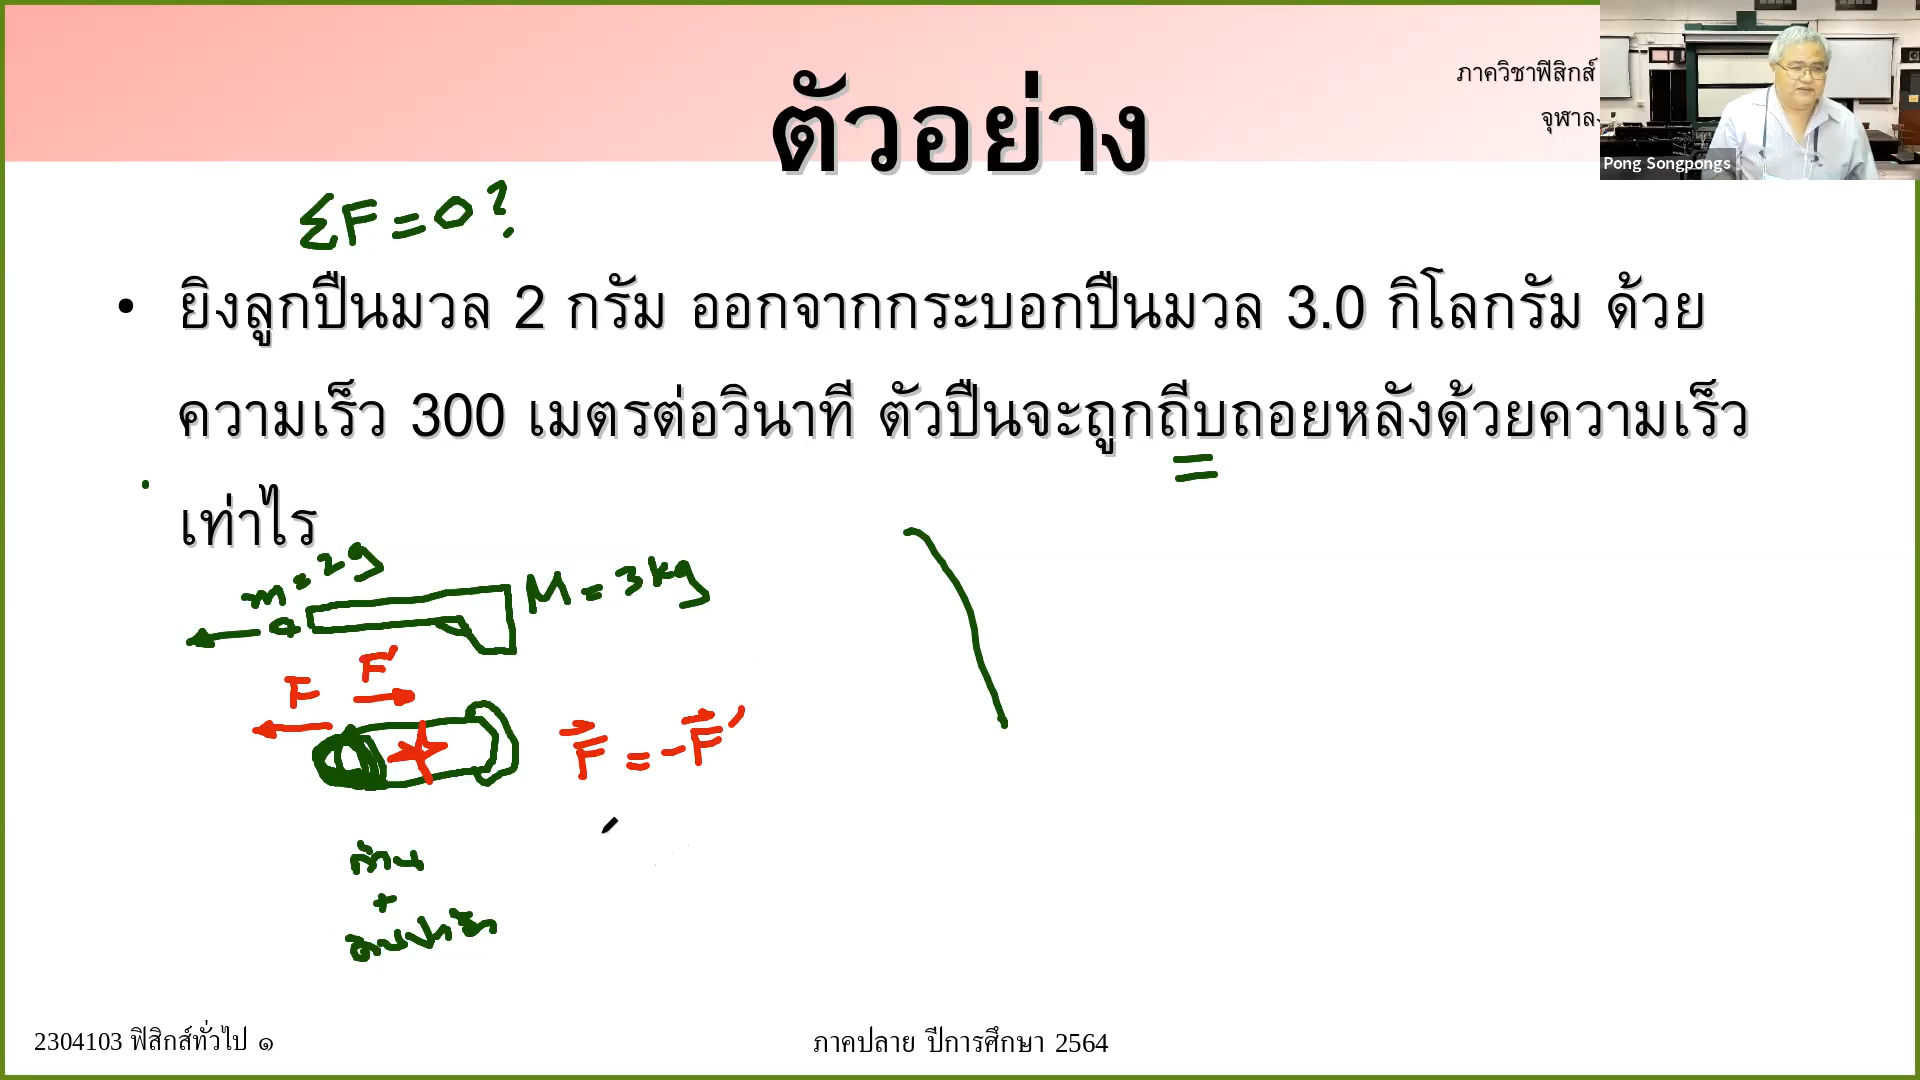 ภาควิชาฟิสิกส์
ตัวอย่าง
Pong Songpongs
ΣF=0?
• ยิงลูกปืนมวล 2 กรัม ออกจากกระบอกปืนมวล 3.0 กิโลกรัม ด้วย
ความเร็ว 300 เมตรต่อวินาที ตัวปืนจะถูกถีบถอยหลังด้วยความเร็ว
เท่าไร
m=2g
M = 3kg
F F'
F = -F'
+
ดินปะสิว
2304103 ฟิสิกส์ทั่วไป ๑
ภาคปลาย ปีการศึกษา 2564